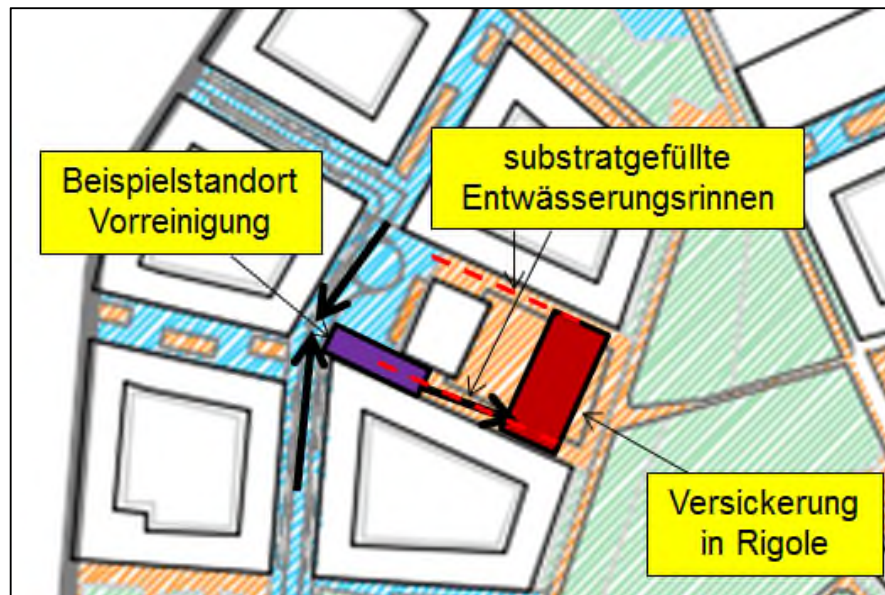 substratgefüllte
Entwässerungsrinnen
Beispielstandort
Vorreinigung
Versickerung
in Rigole